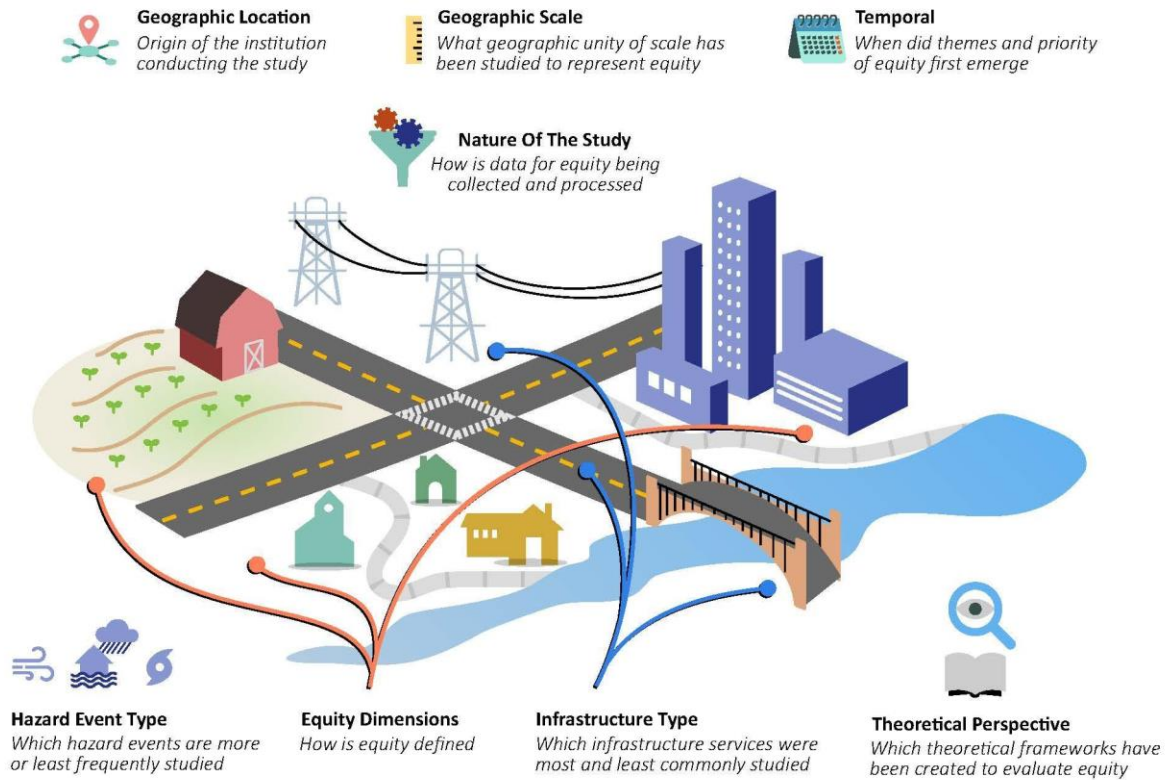 Geographic Location
Origin of the institution
conducting the study
Geographic Scale
What geographic unity of scale has
been studied to represent equity
Temporal
When did themes and priority
of equity first emerge
Nature Of The Study
How is data for equity being
collected and processed
Hazard Event Type
Which hazard events are more
or least frequently studied
Equity Dimensions
How is equity defined
Infrastructure Type
Which infrastructure services were
most and least commonly studied
Theoretical Perspective
Which theoretical frameworks have
been created to evaluate equity